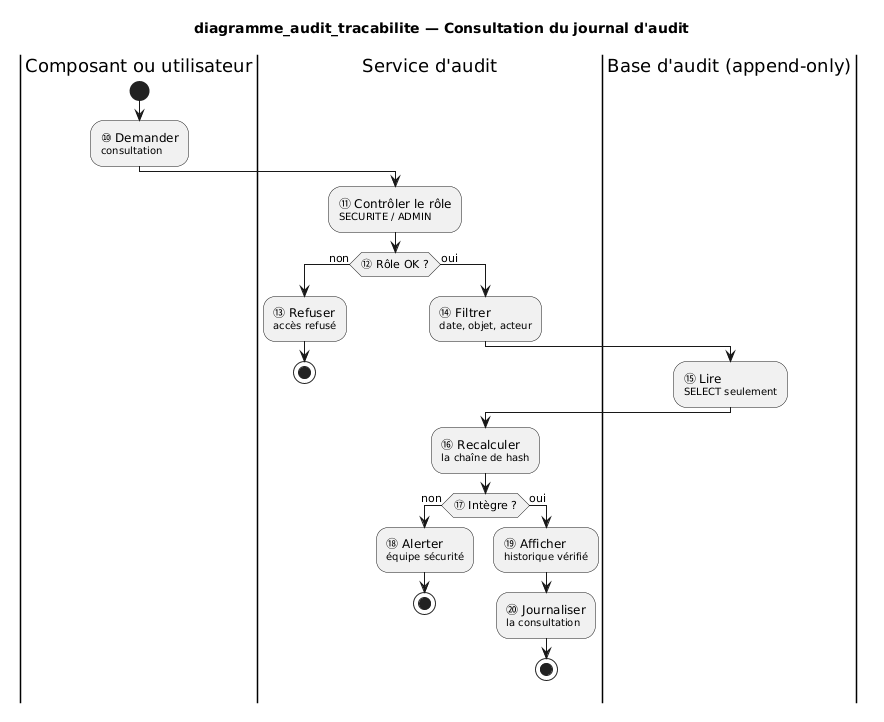 diagramme_audit_tracabilite — Consultation du journal d'audit
Composant ou utilisateur
Service d'audit
Base d'audit (append-only)
⑩ Demander
consultation
⑪ Contrôler le rôle
SECURITE / ADMIN
non
⑫ Rôle OK ?
oui
⑬ Refuser
accès refusé
⑭ Filtrer
date, objet, acteur
⑮ Lire
SELECT seulement
⑯ Recalculer
la chaîne de hash
non
⑰ Intègre ?
oui
⑱ Alerter
équipe sécurité
⑲ Afficher
historique vérifié
⑳ Journaliser
la consultation